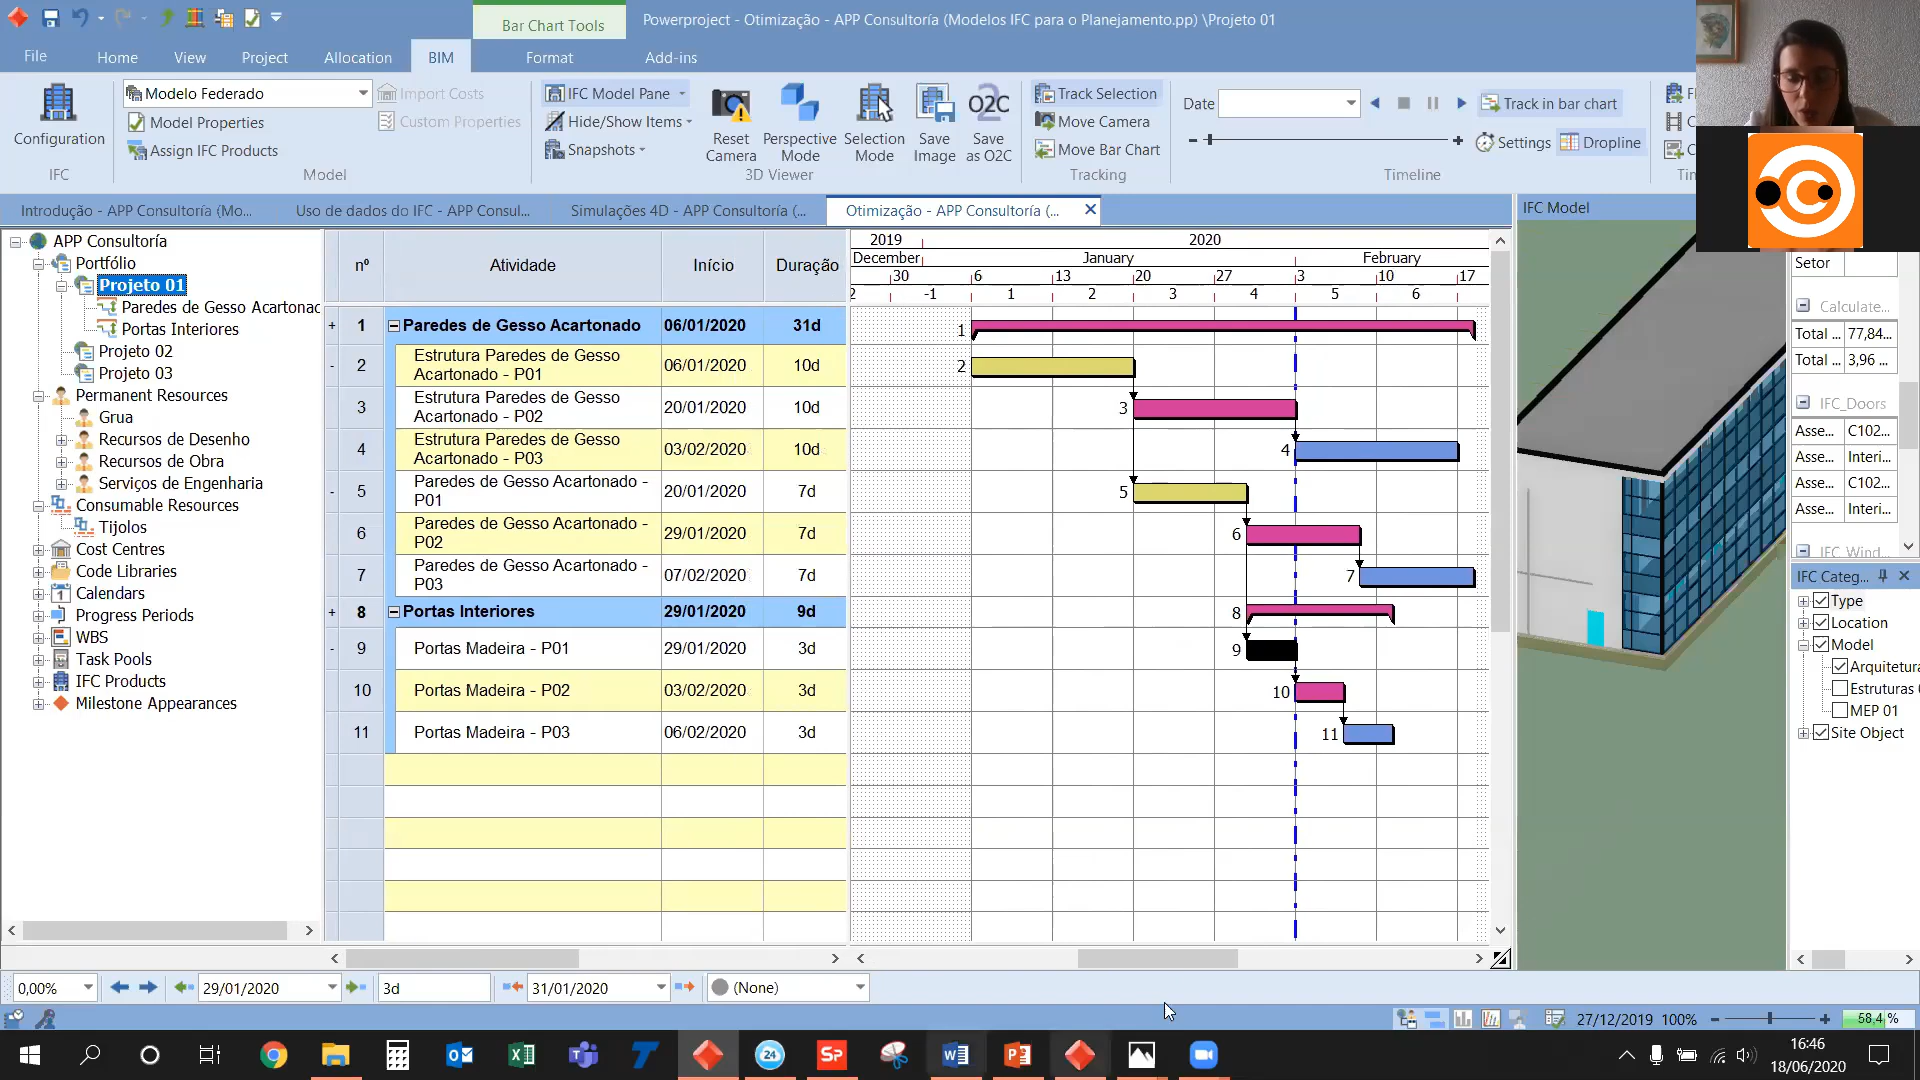 Bar Chart Tools
Powerproject - Otimização - APP Consultoría (Modelos IFC para o Planejamento.pp) \Projeto 01
File Home View Project Allocation BIM Format Add-ins
Configuration
IFC
Modelo Federado
Model Properties
Assign IFC Products
Import Costs
Custom Properties
Model
IFC Model Pane
Hide/Show Items
Snapshots
Reset Camera
Perspective Mode
Selection Mode
Save Image
O2C
Save as O2C
3D Viewer
Track Selection
Move Camera
Move Bar Chart
Tracking
Date
Track in bar chart
Settings
Dropline
Timeline
Introdução - APP Consultoría (Mo...
Uso de dados do IFC - APP Consul...
Simulações 4D - APP Consultoría (...
Otimização - APP Consultoría (...
IFC Model
APP Consultoría
Portfólio
Projeto 01
Paredes de Gesso Acartonac
Portas Interiores
Projeto 02
Projeto 03
Permanent Resources
Grua
Recursos de Desenho
Recursos de Obra
Serviços de Engenharia
Consumable Resources
Tijolos
Cost Centres
Code Libraries
Calendars
Progress Periods
WBS
Task Pools
IFC Products
Milestone Appearances
nº Atividade Início Duração
1 Paredes de Gesso Acartonado 06/01/2020 31d
2 Estrutura Paredes de Gesso Acartonado - P01 06/01/2020 10d
3 Estrutura Paredes de Gesso Acartonado - P02 20/01/2020 10d
4 Estrutura Paredes de Gesso Acartonado - P03 03/02/2020 10d
5 Paredes de Gesso Acartonado - P01 20/01/2020 7d
6 Paredes de Gesso Acartonado - P02 29/01/2020 7d
7 Paredes de Gesso Acartonado - P03 07/02/2020 7d
8 Portas Interiores 29/01/2020 9d
9 Portas Madeira - P01 29/01/2020 3d
10 Portas Madeira - P02 03/02/2020 3d
11 Portas Madeira - P03 06/02/2020 3d
2019 2020
December January February
30 6 13 20 27 3 10 17
2 -1 1 2 3 4 5 6
1
2
3
4
5
6
7
8
9
10
11
Setor
Calculate...
Total ... 77,84...
Total ... 3,96 ...
IFC_Doors
Asse... C102...
Asse... Interi...
Asse... C102...
Asse... Interi...
IFC_Wind
IFC Categ...
Type
Location
Model
Arquitetura
Estruturas
MEP 01
Site Object
0,00% 29/01/2020 3d 31/01/2020 (None)
27/12/2019 100% 58,4 %
24
SP
16:46
18/06/2020